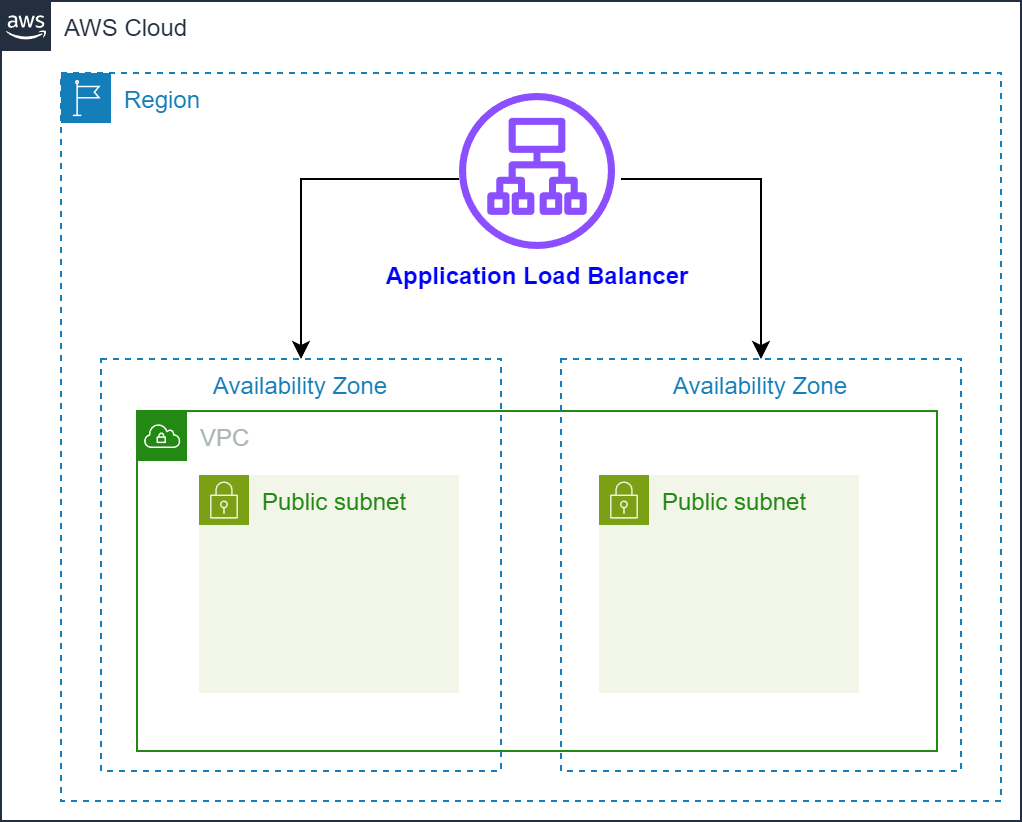 aws
AWS Cloud
Region
Application Load Balancer
Availability Zone
Availability Zone
VPC
Public subnet
Public subnet